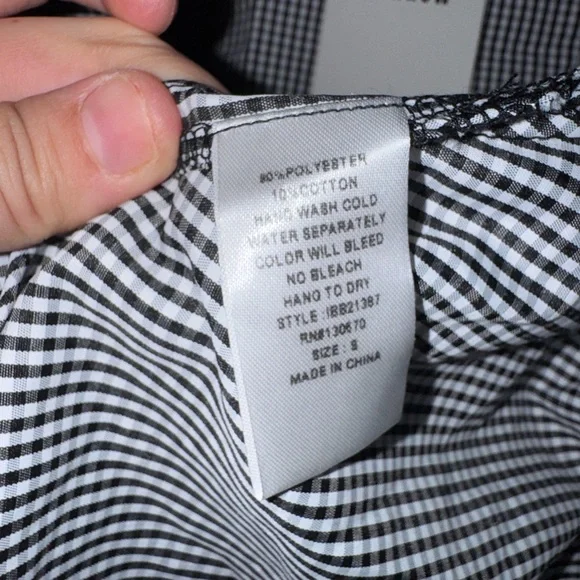 90%POLYESTER
10%COTTON
HAND WASH COLD
WATER SEPARATELY
COLOR WILL BLEED
NO BLEACH
HANG TO DRY
STYLE : IBB21387
RN#130670
SIZE : S
MADE IN CHINA